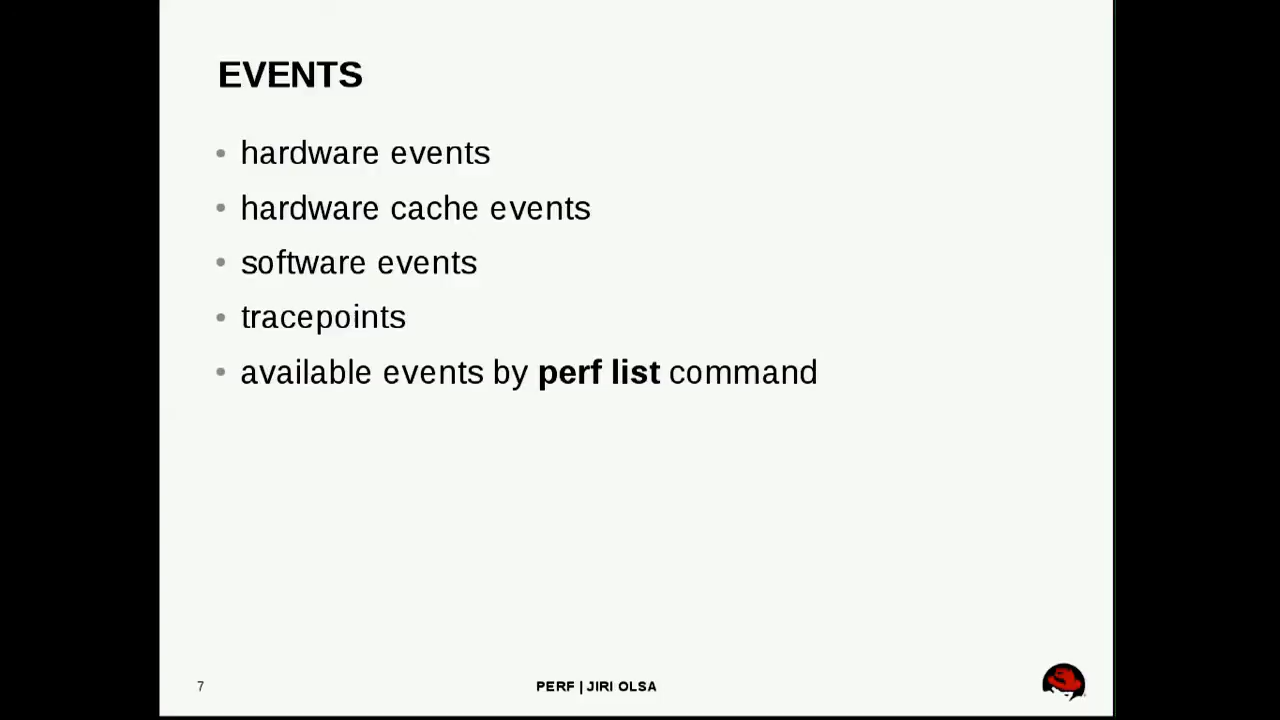 EVENTS
hardware events
hardware cache events
software events
tracepoints
available events by perf list command
7
PERF | JIRI OLSA